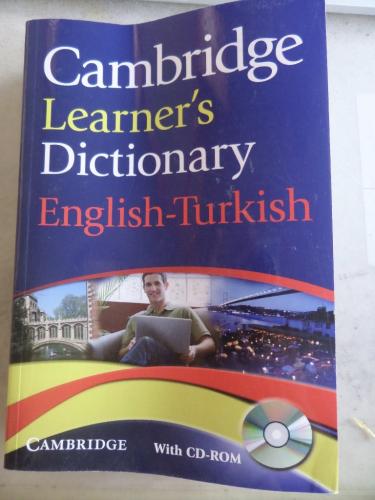 Cambridge
Learner's
Dictionary
English-Turkish
CAMBRIDGE With CD-ROM